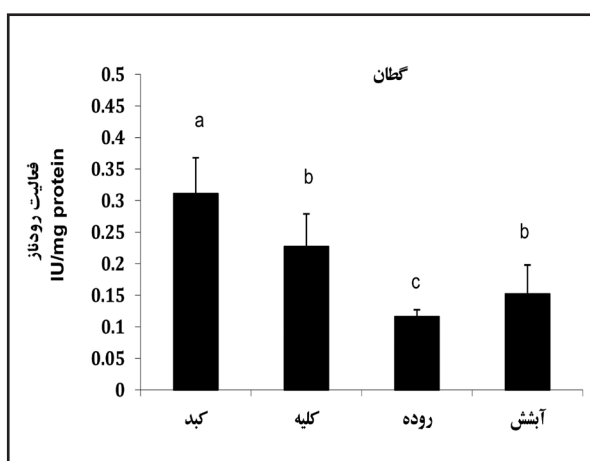 گطان
0.5
0.45
0.4
0.35
0.3
0.25
0.2
0.15
0.1
0.05
0
فعالیت رودناز
IU/mg protein
a
b
c
b
کبد
کلیه
روده
آبشش